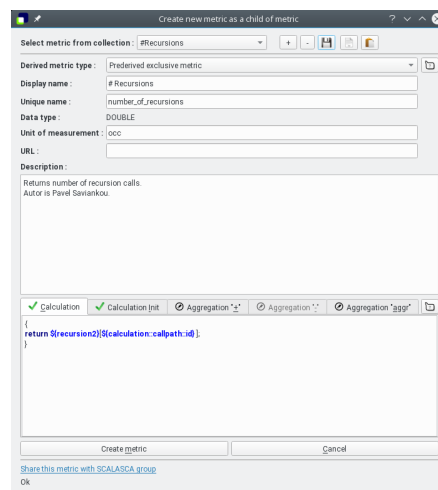 Create new metric as a child of metric
Select metric from collection : #Recursions + -
Derived metric type : Prederived exclusive metric
Display name : # Recursions
Unique name : number_of_recursions
Data type : DOUBLE
Unit of measurement : occ
URL :
Description :
Returns number of recursion calls.
Autor is Pavel Saviankou.
Calculation Calculation Init Aggregation "+" Aggregation "-" Aggregation "aggr"
{
return ${recursion2}[${calculation::callpath::id} ];
}
Create metric Cancel
Share this metric with SCALASCA group
Ok